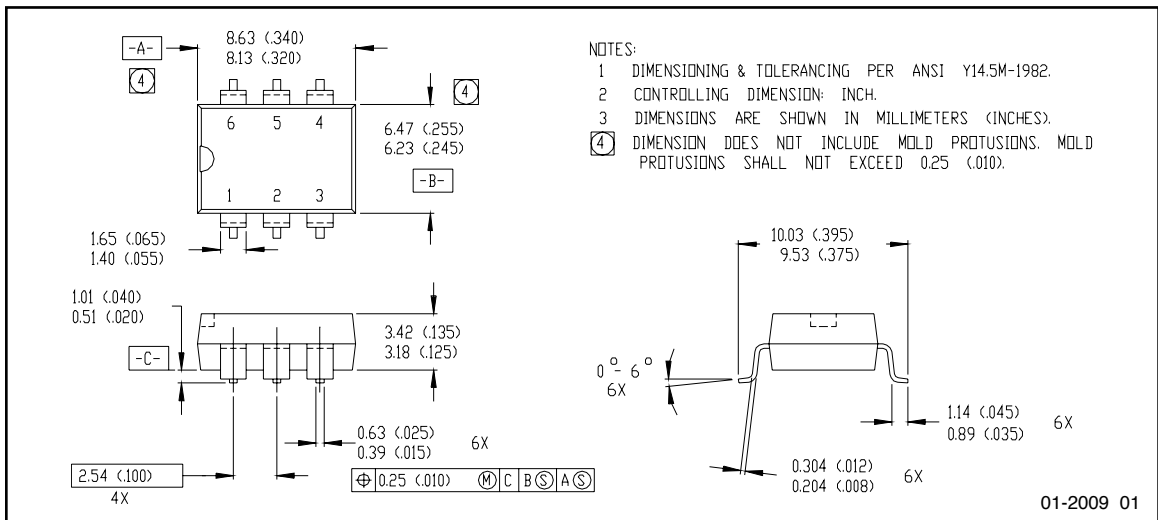 -A-
8.63 (.340)
8.13 (.320)
4
4
6 5 4
6.47 (.255)
6.23 (.245)
-B-
1 2 3
1.65 (.065)
1.40 (.055)
NOTES:
1 DIMENSIONING & TOLERANCING PER ANSI Y14.5M-1982.
2 CONTROLLING DIMENSION: INCH.
3 DIMENSIONS ARE SHOWN IN MILLIMETERS (INCHES).
4 DIMENSION DOES NOT INCLUDE MOLD PROTUSIONS. MOLD
PROTUSIONS SHALL NOT EXCEED 0.25 (.010).
1.01 (.040)
0.51 (.020)
-C-
3.42 (.135)
3.18 (.125)
0.63 (.025)
0.39 (.015)
6X
2.54 (.100)
4X
⌖ 0.25 (.010) Ⓜ C B Ⓢ A Ⓢ
10.03 (.395)
9.53 (.375)
0° - 6°
6X
1.14 (.045)
0.89 (.035)
6X
0.304 (.012)
0.204 (.008)
6X
01-2009 01